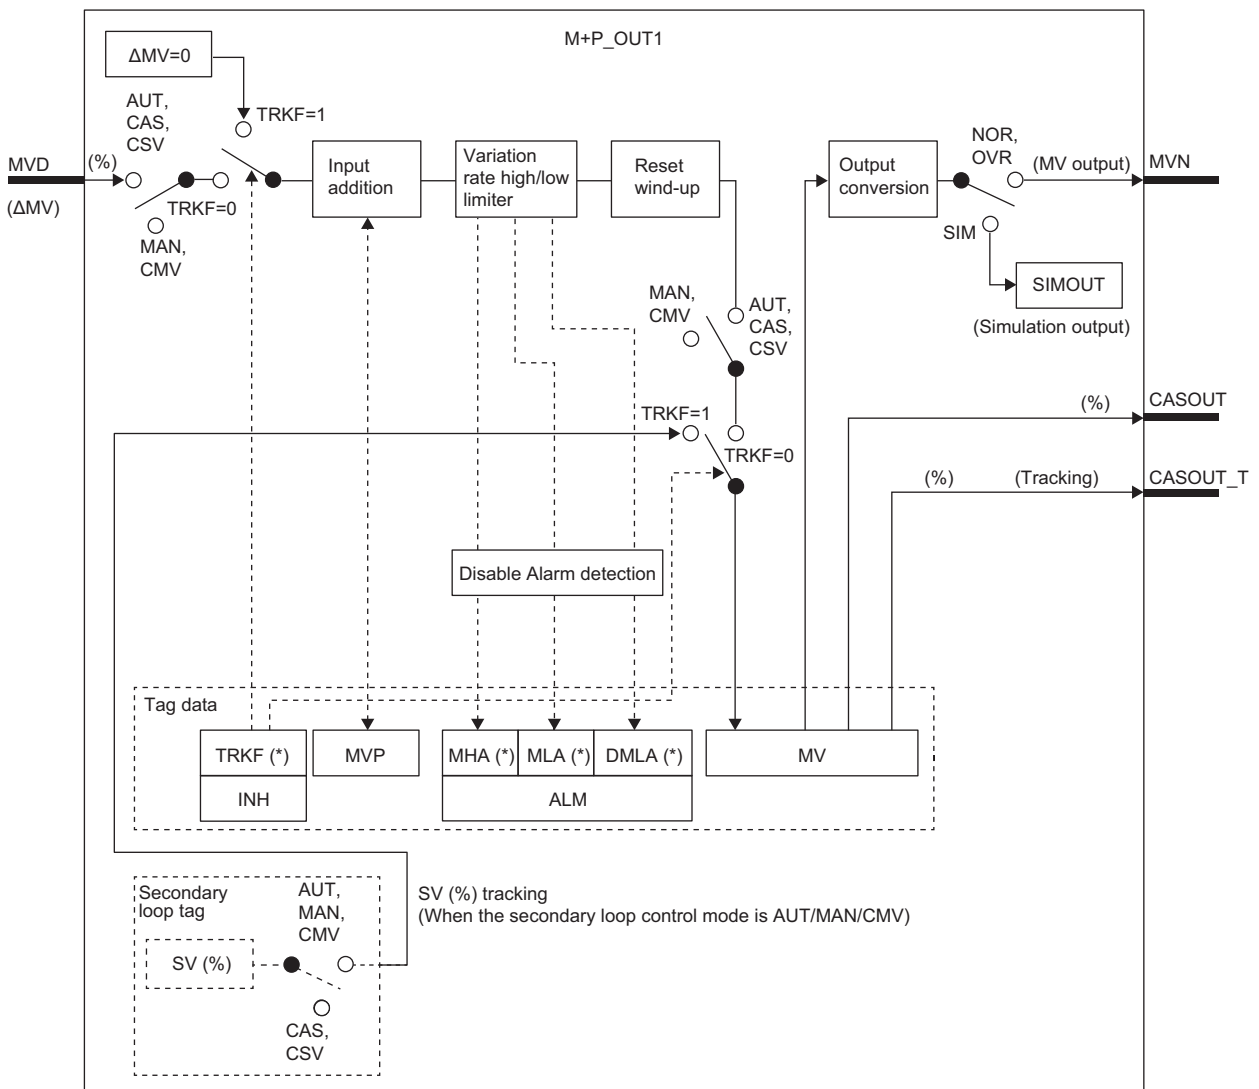 M+P_OUT1
ΔMV=0
TRKF=1
AUT,
CAS,
CSV
MVD
(%)
(ΔMV)
TRKF=0
MAN,
CMV
Input
addition
Variation
rate high/low
limiter
Reset
wind-up
Output
conversion
NOR,
OVR
(MV output)
MVN
SIM
SIMOUT
(Simulation output)
MAN,
CMV
AUT,
CAS,
CSV
TRKF=1
TRKF=0
(%)
CASOUT
(%)
(Tracking)
CASOUT_T
Disable Alarm detection
Tag data
TRKF (*)
INH
MVP
MHA (*)
MLA (*)
DMLA (*)
ALM
MV
Secondary
loop tag
AUT,
MAN,
CMV
SV (%)
CAS,
CSV
SV (%) tracking
(When the secondary loop control mode is AUT/MAN/CMV)